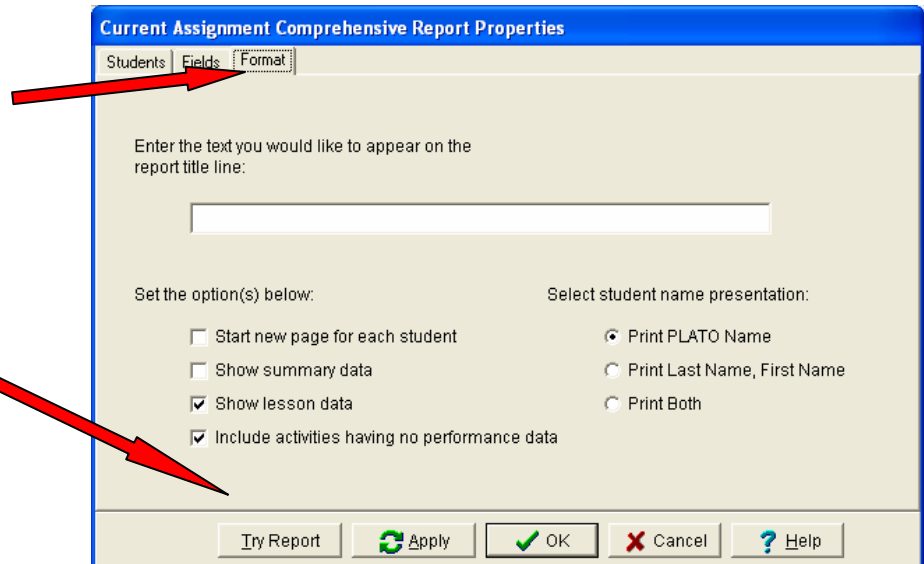 Current Assignment Comprehensive Report Properties
Students Fields Format
Enter the text you would like to appear on the
report title line:
Set the option(s) below:
Select student name presentation:
Start new page for each student
Print PLATO Name
Show summary data
Print Last Name, First Name
Show lesson data
Print Both
Include activities having no performance data
Try Report Apply OK Cancel Help